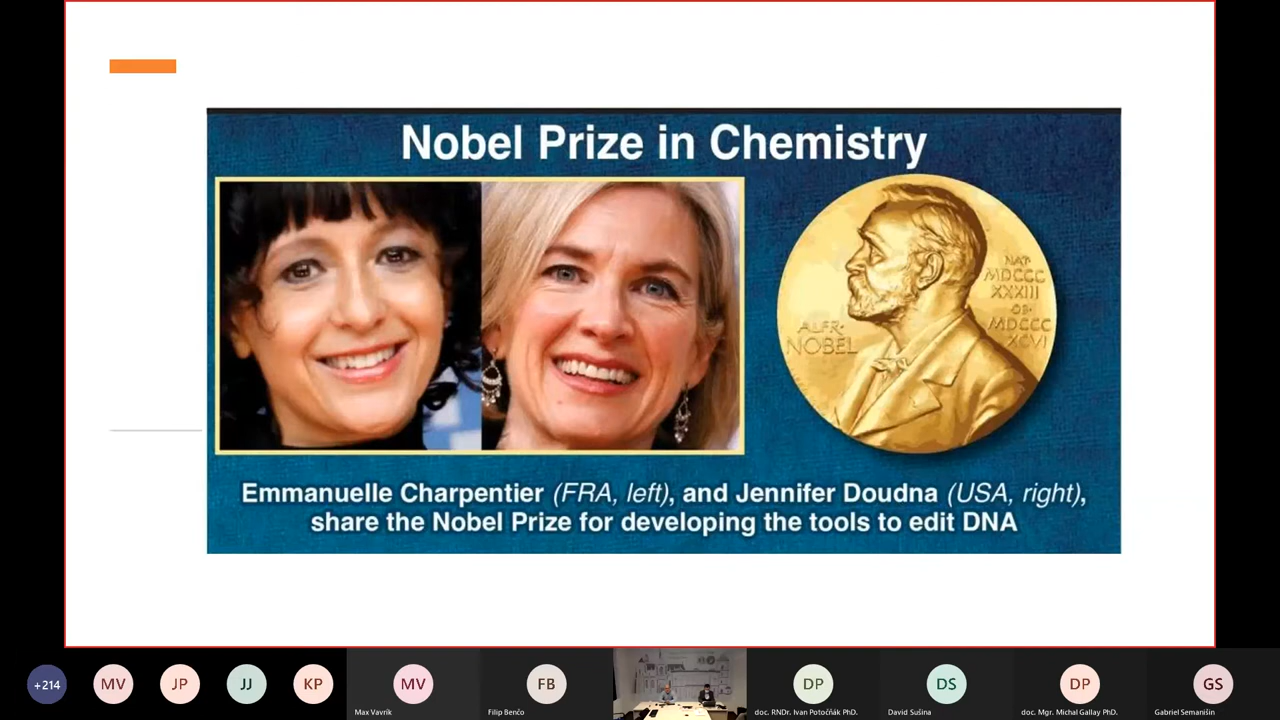 Nobel Prize in Chemistry
ALFR·
NOBEL
NAT·
MDCCC
XXXIII
OB·
MDCCC
XCVI
Emmanuelle Charpentier (FRA, left), and Jennifer Doudna (USA, right),
share the Nobel Prize for developing the tools to edit DNA
+214
MV
JP
JJ
KP
MV
Max Vavrík
FB
Filip Benčo
DP
doc. RNDr. Ivan Potočňák PhD.
DS
David Sušina
DP
doc. Mgr. Michal Gallay PhD.
GS
Gabriel Semanišin